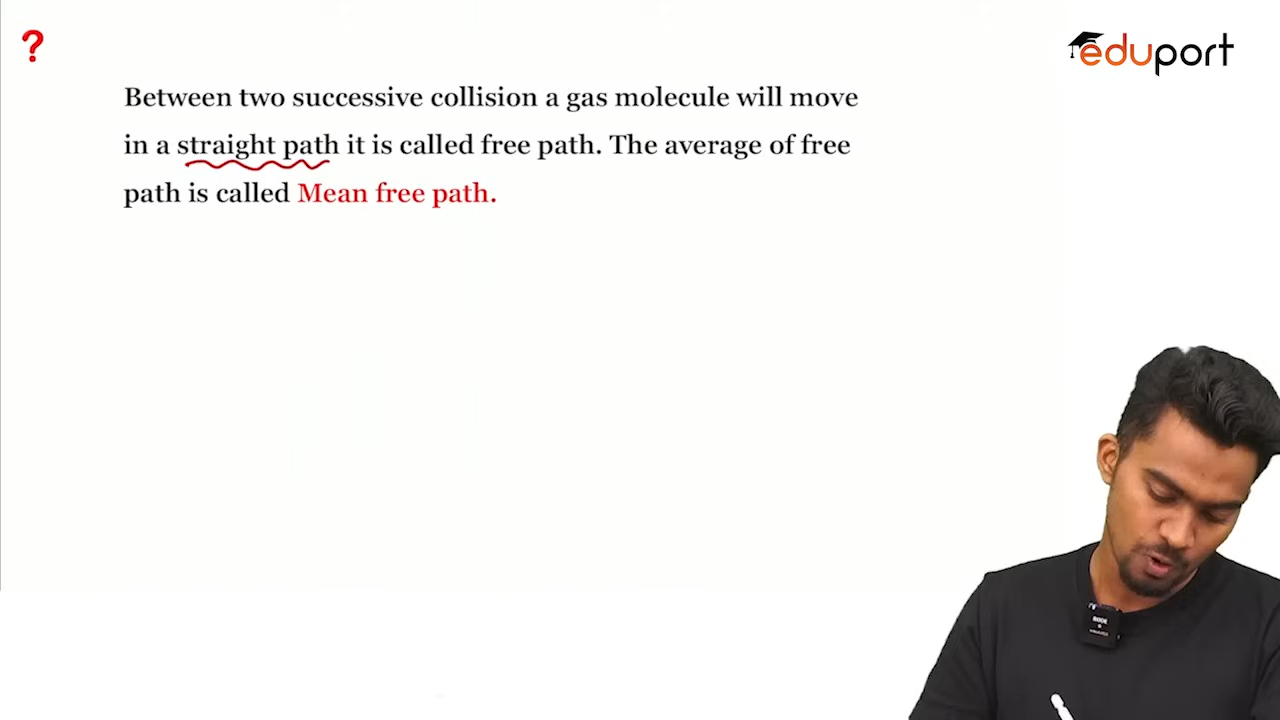 ?
eduport
Between two successive collision a gas molecule will move
in a straight path it is called free path. The average of free
path is called Mean free path.
RODE